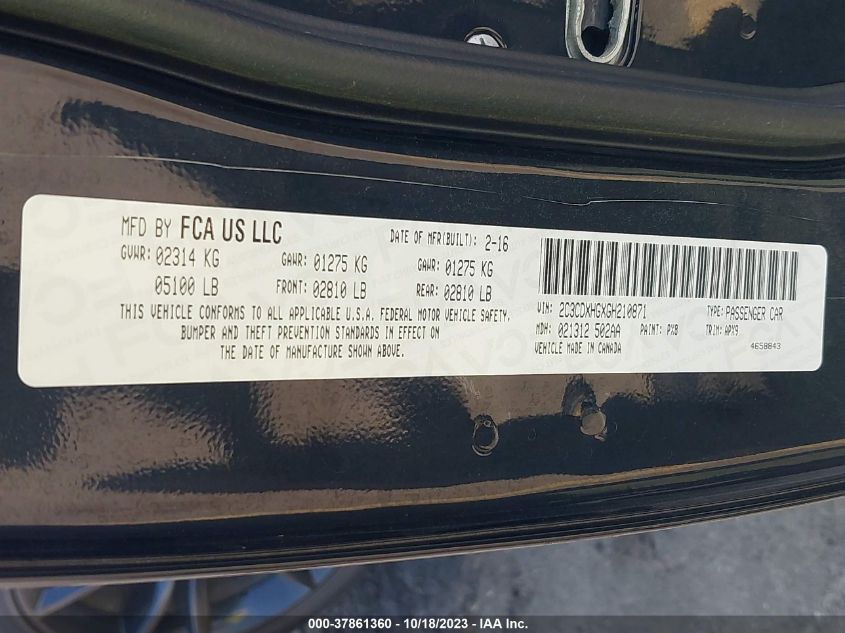 MFD BY FCA US LLC
DATE OF MFR(BUILT): 2-16
GVWR: 02314 KG GAWR: 01275 KG GAWR: 01275 KG
05100 LB FRONT: 02810 LB REAR: 02810 LB
THIS VEHICLE CONFORMS TO ALL APPLICABLE U.S.A. FEDERAL MOTOR VEHICLE SAFETY,
BUMPER AND THEFT PREVENTION STANDARDS IN EFFECT ON
THE DATE OF MANUFACTURE SHOWN ABOVE.
VIN: 2C3CDXHGXGH210871 TYPE: PASSENGER CAR
MDH: 021312 502AA PAINT: PX8 TRIM: APX9
VEHICLE MADE IN CANADA 4658843
000-37861360 - 10/18/2023 - IAA Inc.